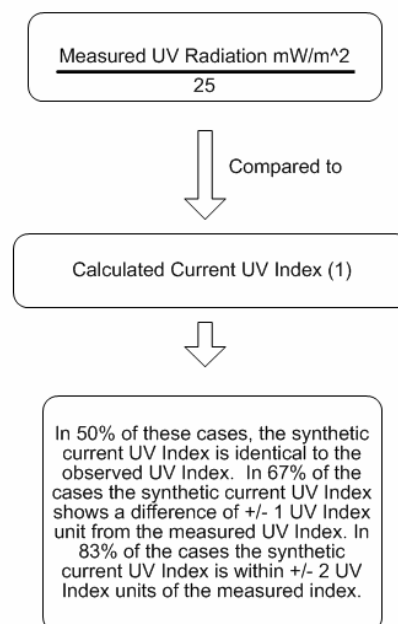 Measured UV Radiation mW/m^2
25
Compared to
Calculated Current UV Index (1)
In 50% of these cases, the synthetic
current UV Index is identical to the
observed UV Index.  In 67% of the
cases the synthetic current UV Index
shows a difference of +/- 1 UV Index
unit from the measured UV Index. In
83% of the cases the synthetic
current UV Index is within +/- 2 UV
Index units of the measured index.